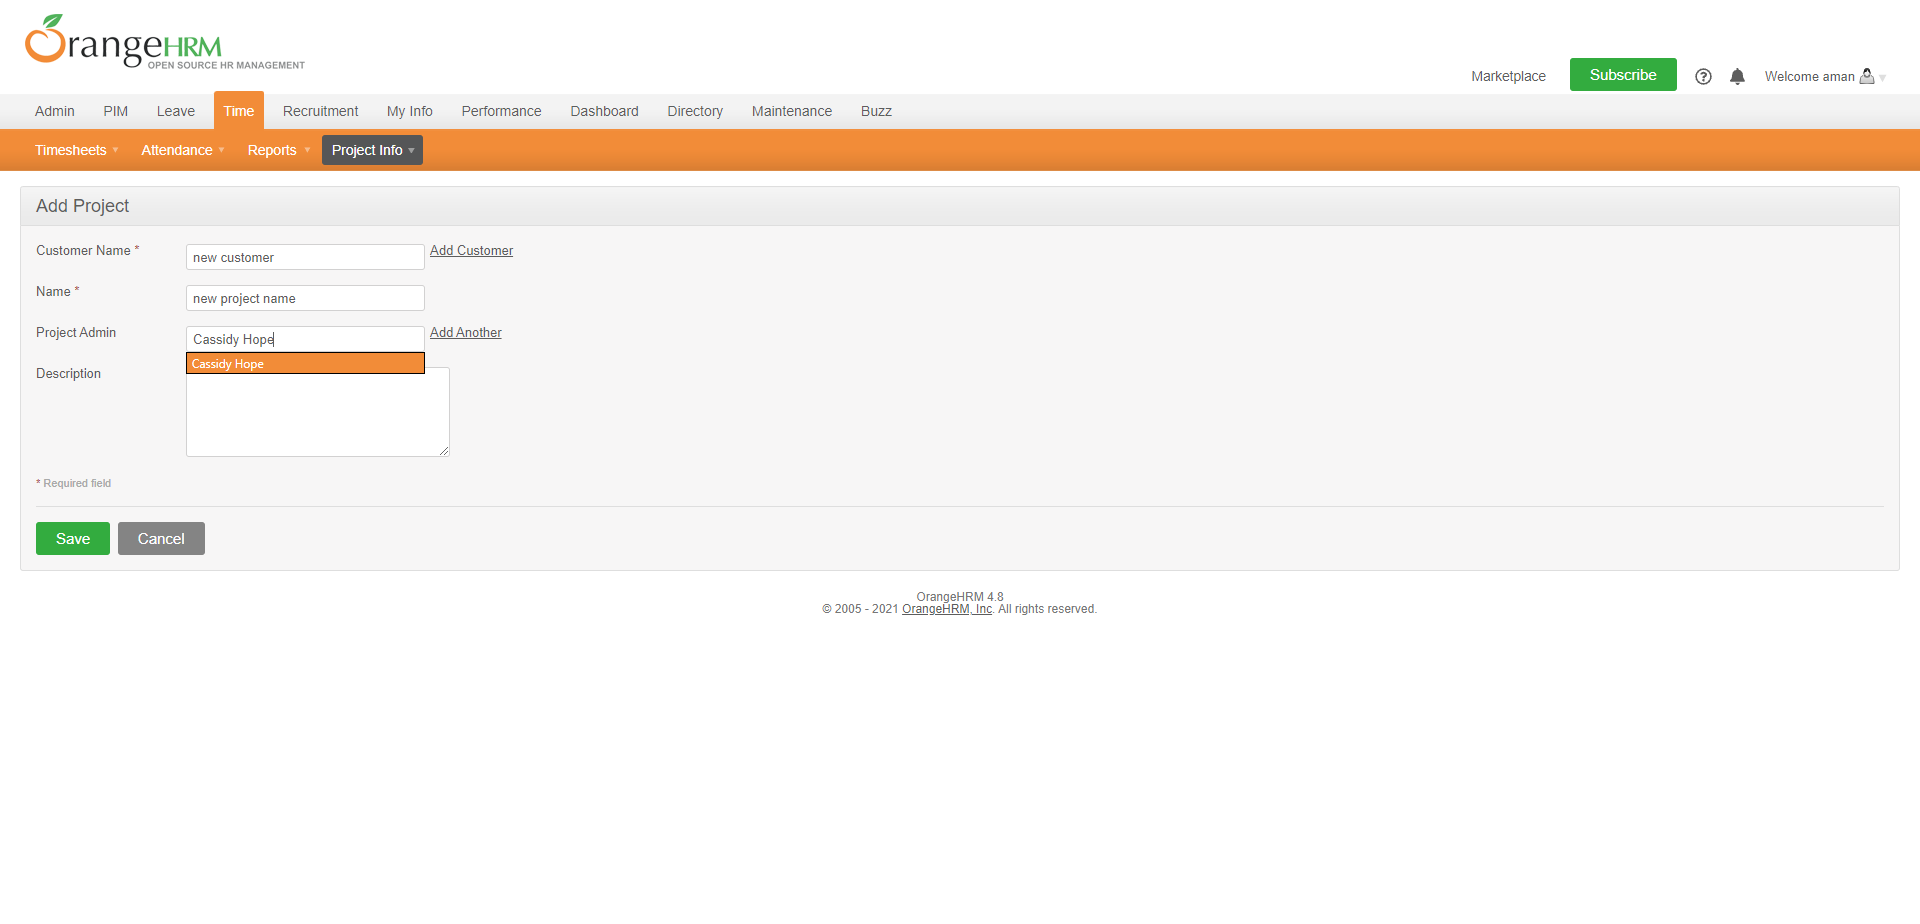 OrangeHRM
OPEN SOURCE HR MANAGEMENT
Marketplace Subscribe Welcome aman
Admin PIM Leave Time Recruitment My Info Performance Dashboard Directory Maintenance Buzz
Timesheets Attendance Reports Project Info
Add Project
Customer Name * new customer Add Customer
Name * new project name
Project Admin Cassidy Hope Add Another
Cassidy Hope
Description
* Required field
Save Cancel
OrangeHRM 4.8
© 2005 - 2021 OrangeHRM, Inc. All rights reserved.